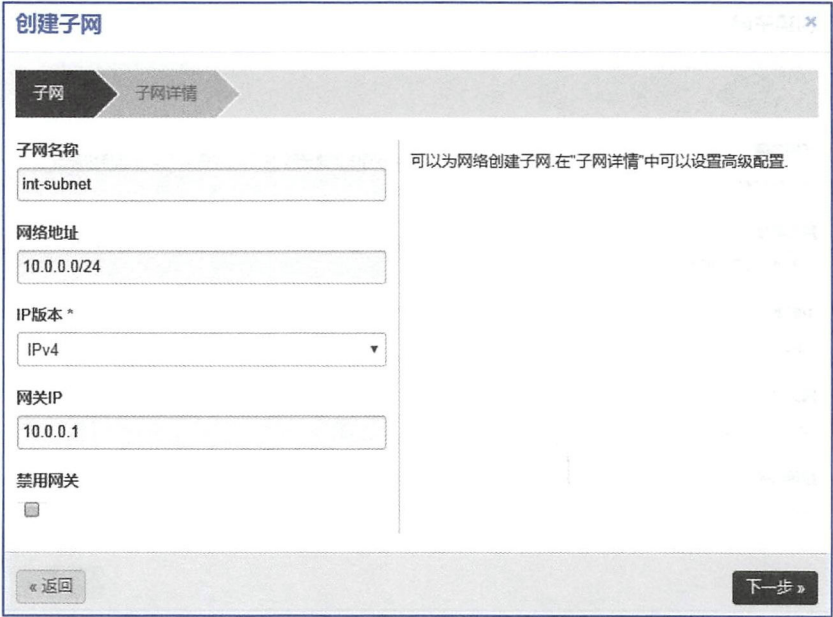 创建子网
×
子网
子网详情
子网名称
int-subnet
网络地址
10.0.0.0/24
IP版本 *
IPv4
网关IP
10.0.0.1
禁用网关
可以为网络创建子网.在"子网详情"中可以设置高级配置.
« 返回
下一步 »